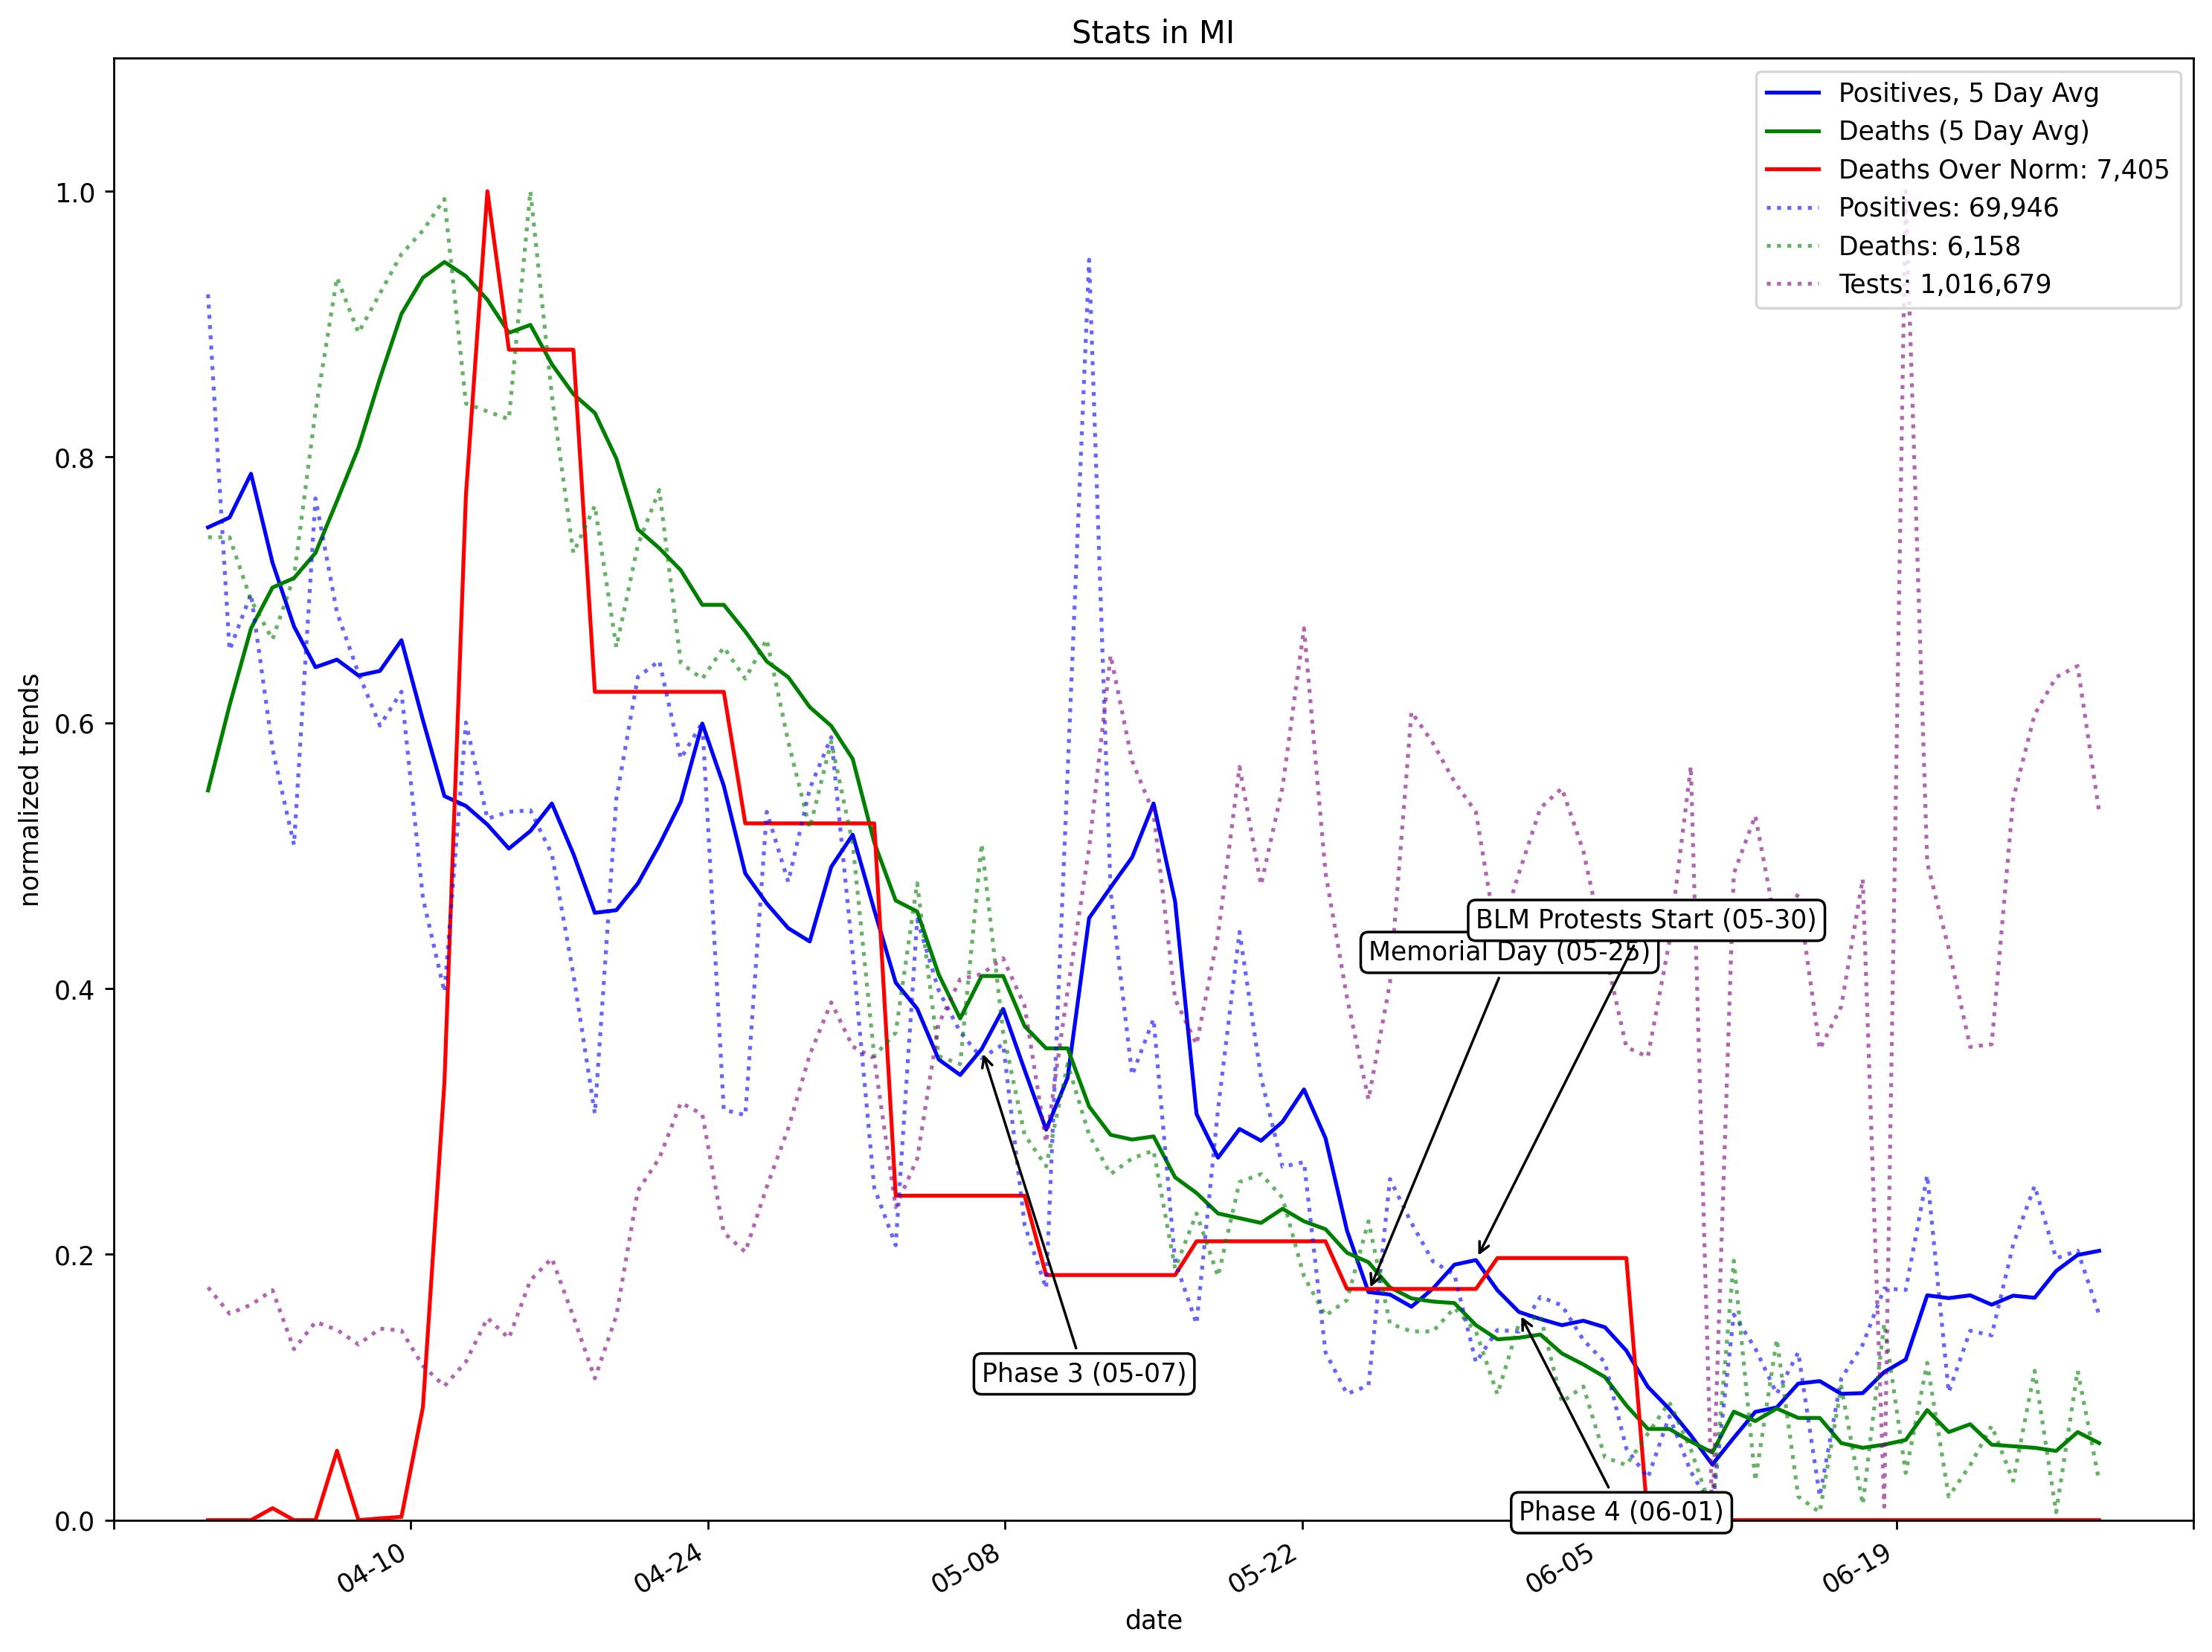 Stats in MI
Positives, 5 Day Avg
Deaths (5 Day Avg)
Deaths Over Norm: 7,405
Positives: 69,946
Deaths: 6,158
Tests: 1,016,679
normalized trends
1.0
0.8
0.6
0.4
0.2
0.0
BLM Protests Start (05-30)
Memorial Day (05-25)
Phase 3 (05-07)
Phase 4 (06-01)
04-10
04-24
05-08
05-22
06-05
06-19
date